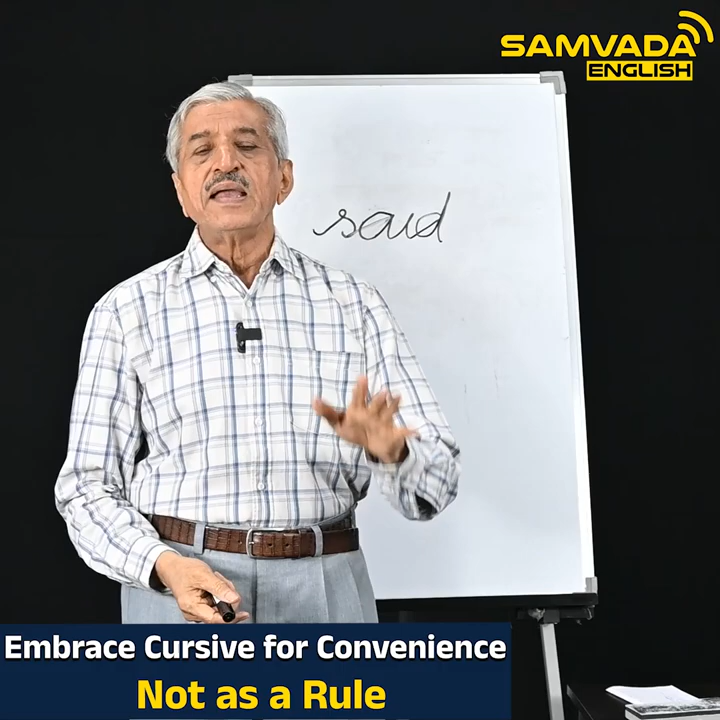 SAMVADA
ENGLISH
said
Embrace Cursive for Convenience
Not as a Rule